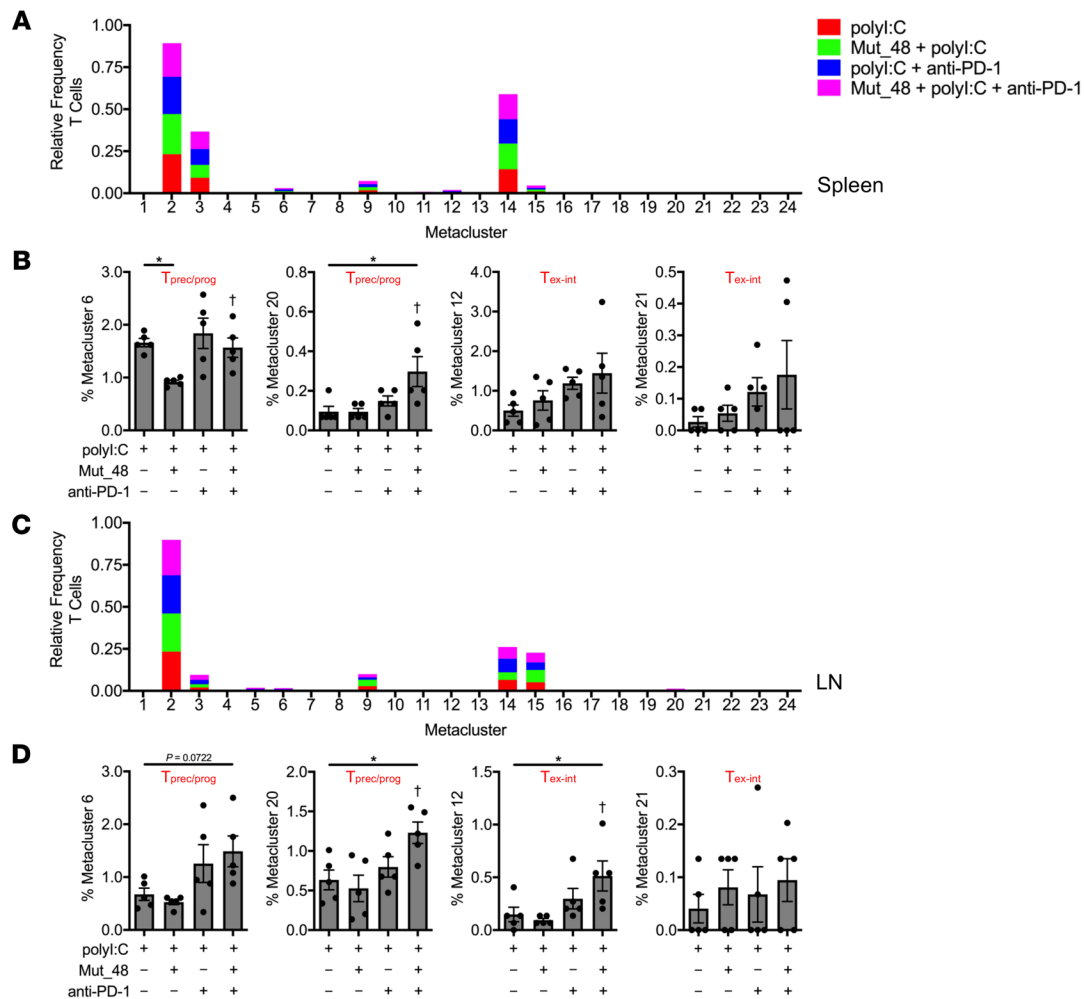 A
Relative Frequency
T Cells
1.00
0.75
0.50
0.25
0.00
1 2 3 4 5 6 7 8 9 10 11 12 13 14 15 16 17 18 19 20 21 22 23 24
Metacluster
polyI:C
Mut_48 + polyI:C
polyI:C + anti-PD-1
Mut_48 + polyI:C + anti-PD-1
Spleen
B
% Metacluster 6
3.0
2.0
1.0
0.0
*
Tprec/prog
†
% Metacluster 20
0.8
0.6
0.4
0.2
0.0
*
Tprec/prog
†
% Metacluster 12
4.0
3.0
2.0
1.0
0.0
Tex-int
% Metacluster 21
0.5
0.4
0.3
0.2
0.1
0.0
Tex-int
polyI:C + + + + + + + + + + + + + + + +
Mut_48 − + − + − + − + − + − + − + − +
anti-PD-1 − − + + − − + + − − + + − − + +
C
Relative Frequency
T Cells
1.00
0.75
0.50
0.25
0.00
1 2 3 4 5 6 7 8 9 10 11 12 13 14 15 16 17 18 19 20 21 22 23 24
Metacluster
LN
D
% Metacluster 6
3.0
2.0
1.0
0.0
P = 0.0722
Tprec/prog
% Metacluster 20
2.0
1.5
1.0
0.5
0.0
*
Tprec/prog
†
% Metacluster 12
1.5
1.0
0.5
0.0
*
Tex-int
†
% Metacluster 21
0.3
0.2
0.1
0.0
Tex-int
polyI:C + + + + + + + + + + + + + + + +
Mut_48 − + − + − + − + − + − + − + − +
anti-PD-1 − − + + − − + + − − + + − − + +